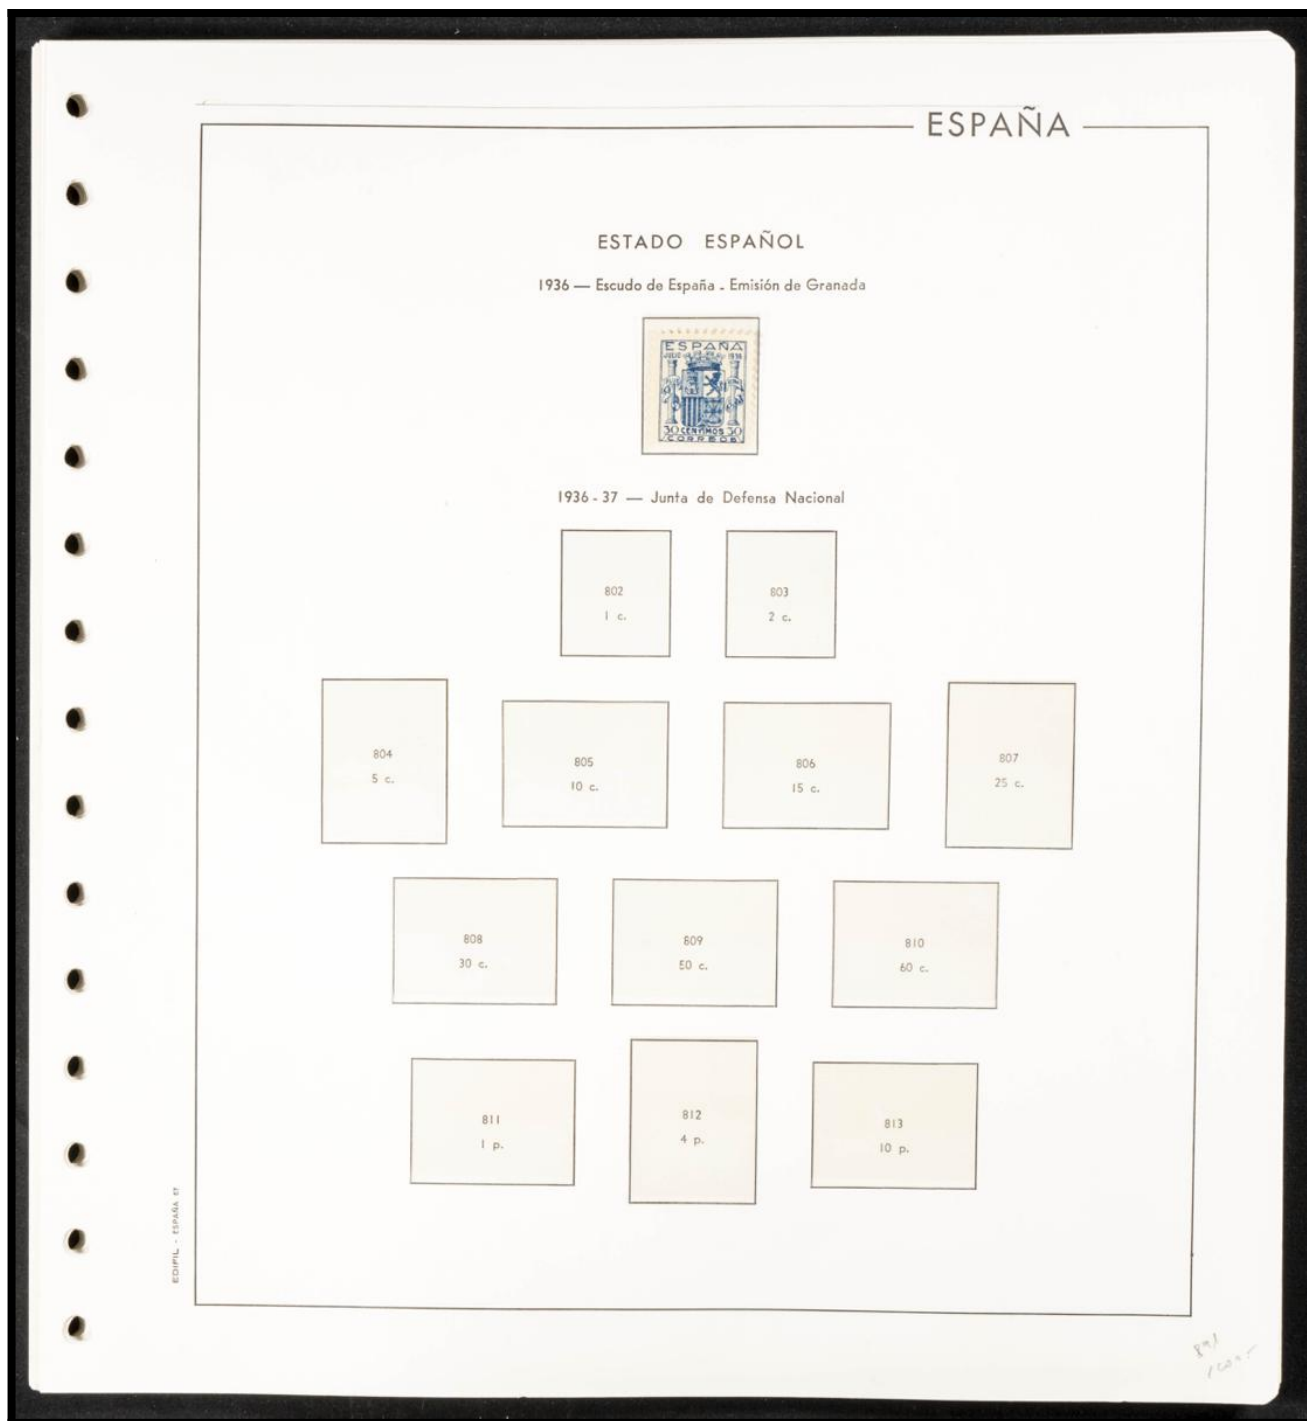 ESPAÑA
ESTADO ESPAÑOL
1936 — Escudo de España - Emisión de Granada
ESPAÑA
JULIO 1936
30 CENTIMOS 30
CORREOS
1936-37 — Junta de Defensa Nacional
802
1 c.
803
2 c.
804
5 c.
805
10 c.
806
15 c.
807
25 c.
808
30 c.
809
50 c.
810
60 c.
811
1 p.
812
4 p.
813
10 p.
EDIFIL - ESPAÑA 57